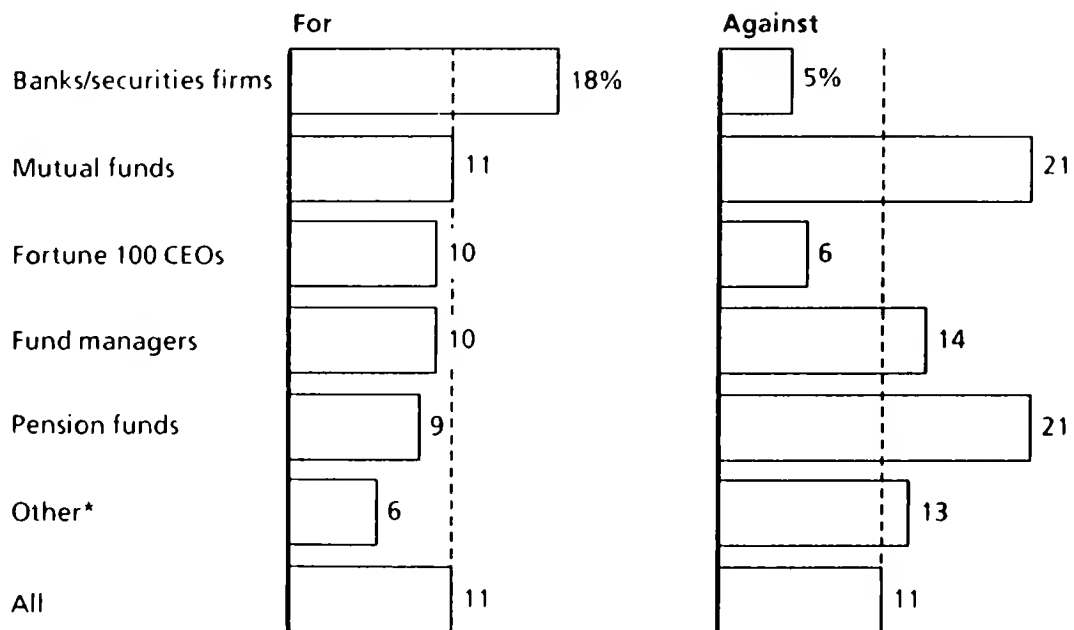 For Against
Banks/securities firms 18% 5%
Mutual funds 11 21
Fortune 100 CEOs 10 6
Fund managers 10 14
Pension funds 9 21
Other* 6 13
All 11 11